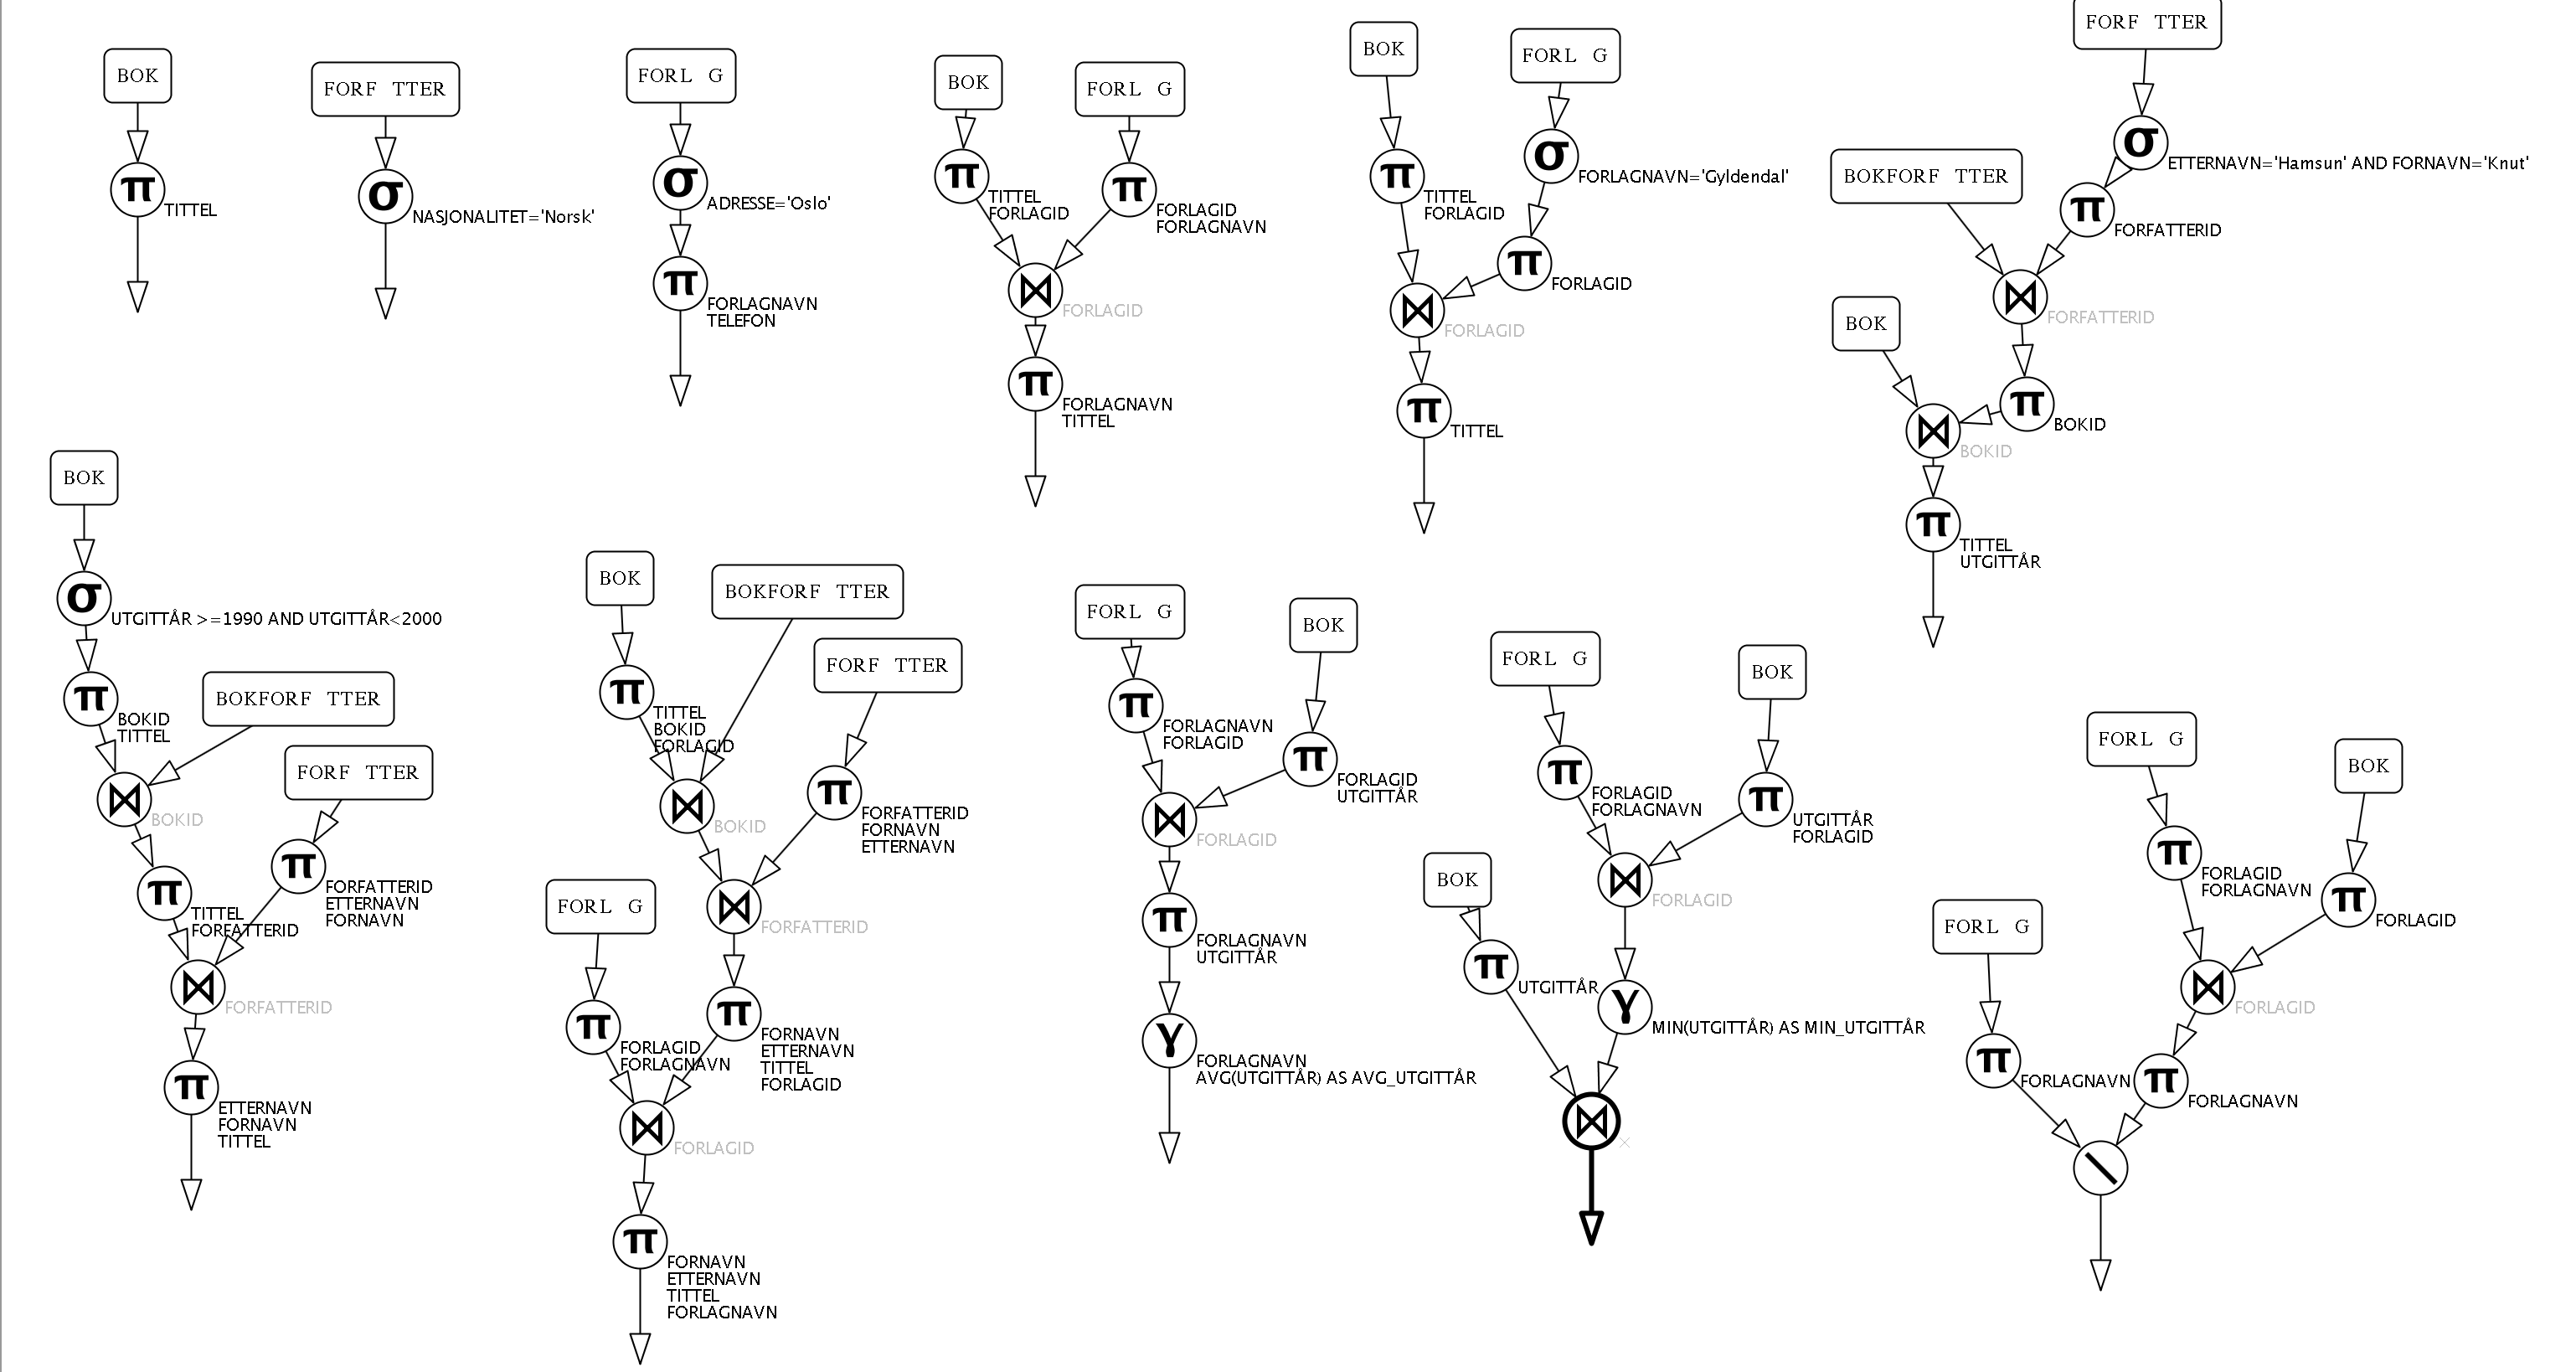 BOK
π
TITTEL
FORF TTER
σ
NASJONALITET='Norsk'
FORL G
σ
ADRESSE='Oslo'
π
FORLAGNAVN
TELEFON
BOK
π
TITTEL
FORLAGID
FORL G
π
FORLAGID
FORLAGNAVN
⋈
FORLAGID
π
FORLAGNAVN
TITTEL
BOK
π
TITTEL
FORLAGID
FORL G
σ
FORLAGNAVN='Gyldendal'
π
FORLAGID
⋈
FORLAGID
π
TITTEL
FORF TTER
σ
ETTERNAVN='Hamsun' AND FORNAVN='Knut'
π
FORFATTERID
BOKFORF TTER
⋈
FORFATTERID
π
BOKID
BOK
⋈
BOKID
π
TITTEL
UTGITTÅR
BOK
σ
UTGITTÅR >=1990 AND UTGITTÅR<2000
π
BOKID
TITTEL
BOKFORF TTER
⋈
BOKID
π
TITTEL
FORFATTERID
FORF TTER
π
FORFATTERID
ETTERNAVN
FORNAVN
⋈
FORFATTERID
π
ETTERNAVN
FORNAVN
TITTEL
BOK
π
TITTEL
BOKID
FORLAGID
BOKFORF TTER
⋈
BOKID
FORF TTER
π
FORFATTERID
FORNAVN
ETTERNAVN
⋈
FORFATTERID
π
FORNAVN
ETTERNAVN
TITTEL
FORLAGID
FORL G
π
FORLAGID
FORLAGNAVN
⋈
FORLAGID
π
FORNAVN
ETTERNAVN
TITTEL
FORLAGNAVN
FORL G
π
FORLAGNAVN
FORLAGID
BOK
π
FORLAGID
UTGITTÅR
⋈
FORLAGID
π
FORLAGNAVN
UTGITTÅR
γ
FORLAGNAVN
AVG(UTGITTÅR) AS AVG_UTGITTÅR
FORL G
π
FORLAGID
FORLAGNAVN
BOK
π
UTGITTÅR
FORLAGID
⋈
FORLAGID
γ
MIN(UTGITTÅR) AS MIN_UTGITTÅR
BOK
π
UTGITTÅR
⋈
×
FORL G
π
FORLAGID
FORLAGNAVN
BOK
π
FORLAGID
⋈
FORLAGID
π
FORLAGNAVN
FORL G
π
FORLAGNAVN
\